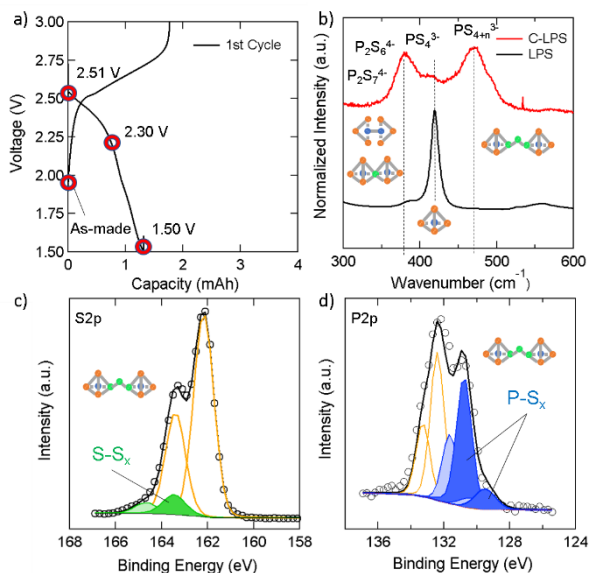 a)
1st Cycle
2.51 V
2.30 V
1.50 V
As-made
3.00
2.75
2.50
2.25
2.00
1.75
1.50
Voltage (V)
0 1 2 3 4
Capacity (mAh)
b)
C-LPS
LPS
P₂S₆⁴⁻
P₂S₇⁴⁻
PS₄³⁻
PS₄₊ₙ³⁻
Normalized Intensity (a.u.)
300 400 500 600
Wavenumber (cm⁻¹)
c)
S2p
S-Sₓ
Intensity (a.u.)
168 166 164 162 160 158
Binding Energy (eV)
d)
P2p
P-Sₓ
Intensity (a.u.)
136 132 128 124
Binding Energy (eV)